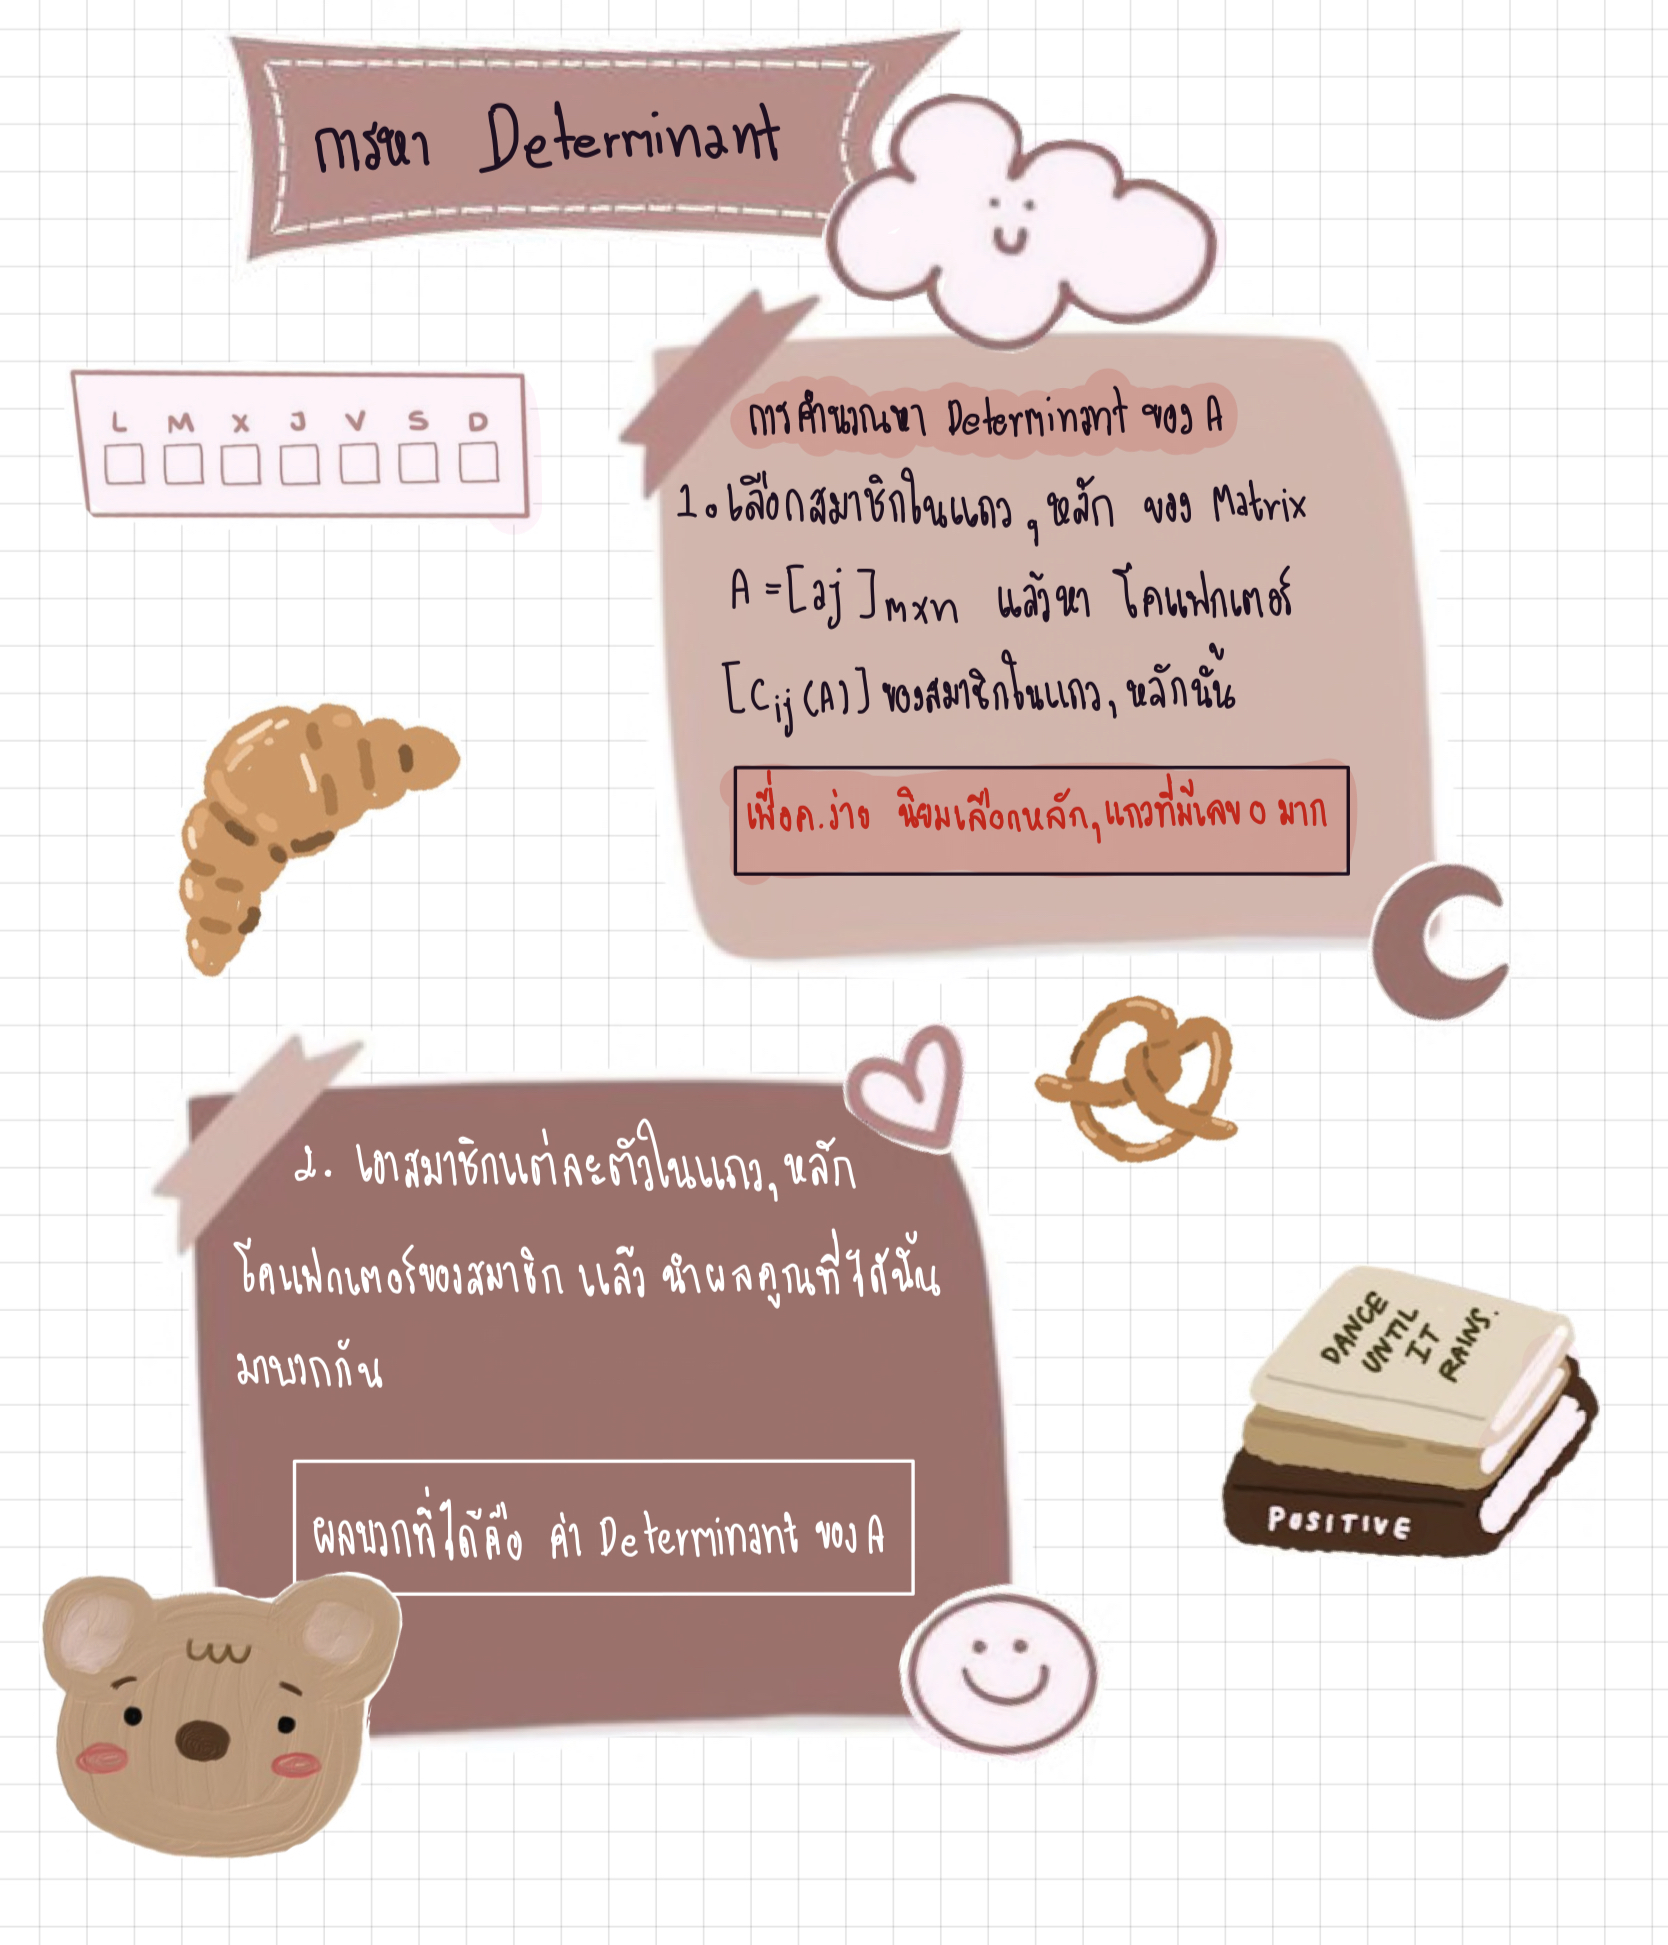 การหา Determinant
L M X J V S D
การคำนวณหา Determinant ของ A
1. เลือกสมาชิกในแถว, หลัก ของ Matrix
A = [aj]m×n แล้วหา โคแฟกเตอร์
[Cij(A)] ของสมาชิกในแถว, หลักนั้น
เพื่อค.ง่าย นิยมเลือกหลัก, แถวที่มีเลข 0 มาก
2. เอาสมาชิกแต่ละตัวในแถว, หลัก
โคแฟกเตอร์ของสมาชิก แล้ว นำผลคูณที่ได้นั้น
มาบวกกัน
ผลบวกที่ได้คือ ค่า Determinant ของ A
DANCE
UNTIL
IT
RAINS.
POSITIVE